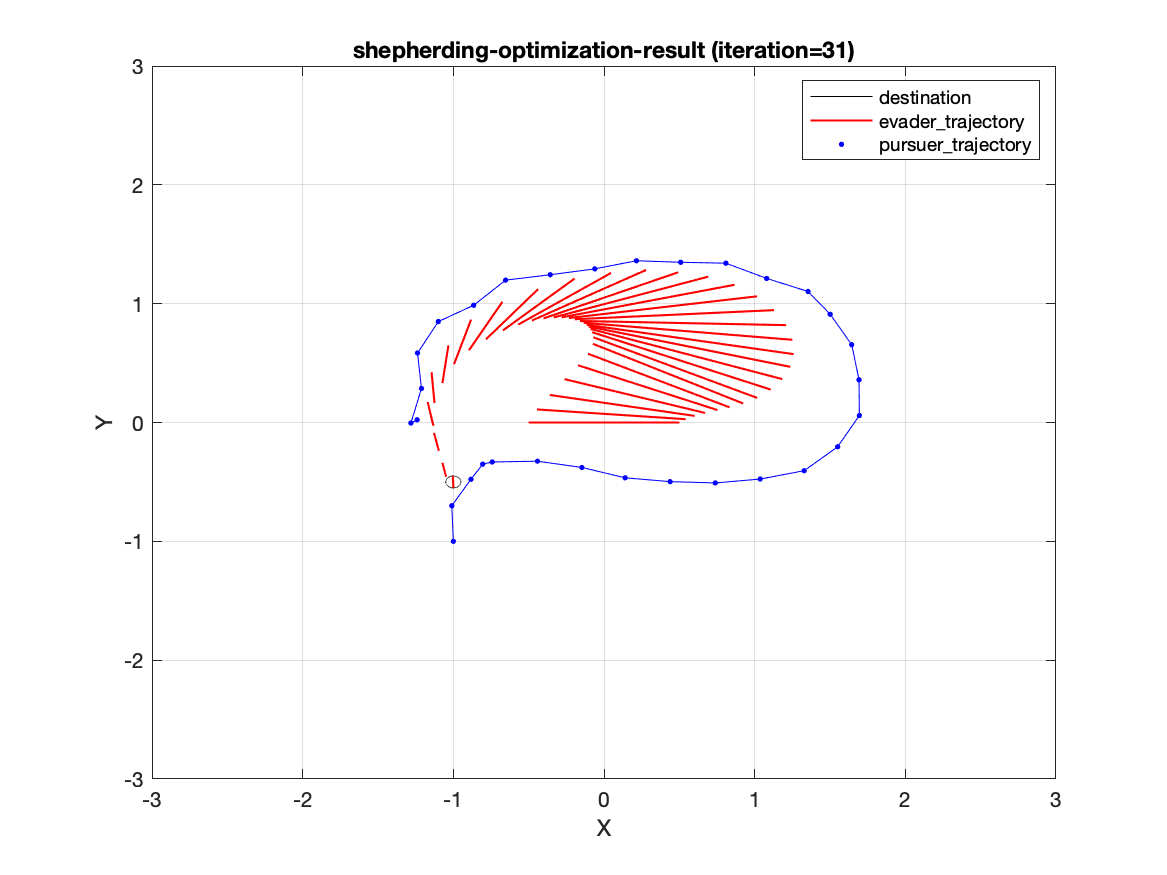 shepherding-optimization-result (iteration=31)
destination
evader_trajectory
pursuer_trajectory
3
2
1
0
-1
-2
-3
Y
-3 -2 -1 0 1 2 3
X